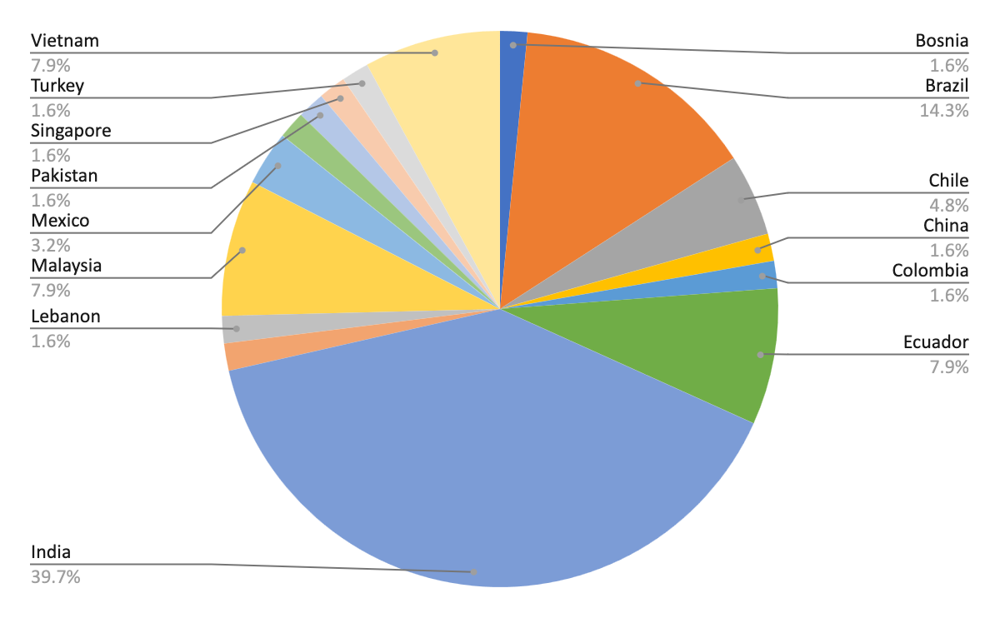 Vietnam
7.9%
Turkey
1.6%
Singapore
1.6%
Pakistan
1.6%
Mexico
3.2%
Malaysia
7.9%
Lebanon
1.6%
India
39.7%
Bosnia
1.6%
Brazil
14.3%
Chile
4.8%
China
1.6%
Colombia
1.6%
Ecuador
7.9%